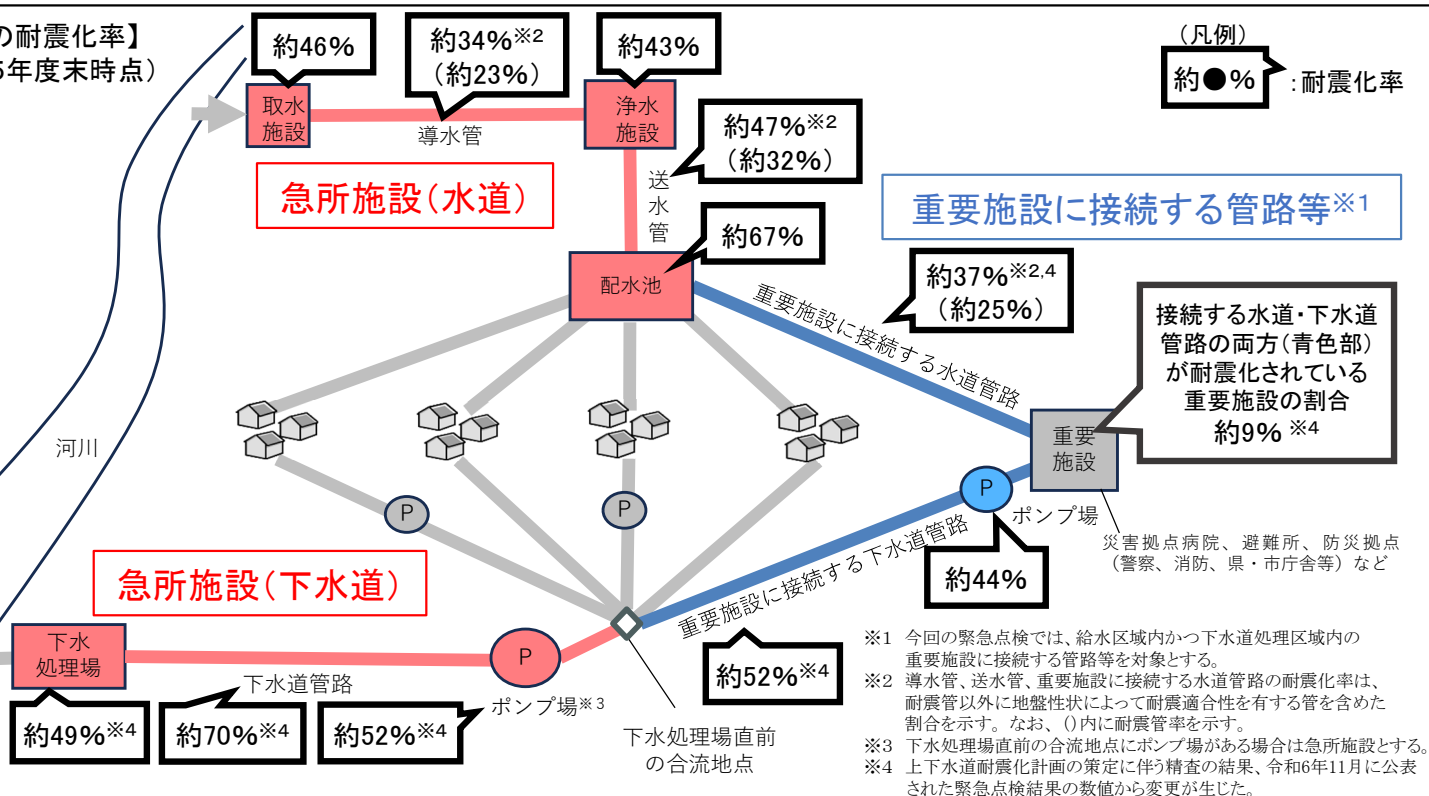 の耐震化率】
5年度末時点）
約46%
約34%※2
（約23%）
約43%
（凡例）
約●%
：耐震化率
取水
施設
導水管
浄水
施設
約47%※2
（約32%）
急所施設（水道）
送
水
管
重要施設に接続する管路等※1
約67%
配水池
重要施設に接続する水道管路
約37%※2,4
（約25%）
接続する水道・下水道
管路の両方（青色部）
が耐震化されている
重要施設の割合
約9% ※4
河川
重要
施設
P
P
P
ポンプ場
災害拠点病院、避難所、防災拠点
（警察、消防、県・市庁舎等）など
約44%
重要施設に接続する下水道管路
急所施設（下水道）
下水
処理場
P
約52%※4
約49%※4
下水道管路
約70%※4
約52%※4
ポンプ場※3
下水処理場直前
の合流地点
※1 今回の緊急点検では、給水区域内かつ下水道処理区域内の
重要施設に接続する管路等を対象とする。
※2 導水管、送水管、重要施設に接続する水道管路の耐震化率は、
耐震管以外に地盤性状によって耐震適合性を有する管を含めた
割合を示す。なお、（）内に耐震管率を示す。
※3 下水処理場直前の合流地点にポンプ場がある場合は急所施設とする。
※4 上下水道耐震化計画の策定に伴う精査の結果、令和6年11月に公表
された緊急点検結果の数値から変更が生じた。